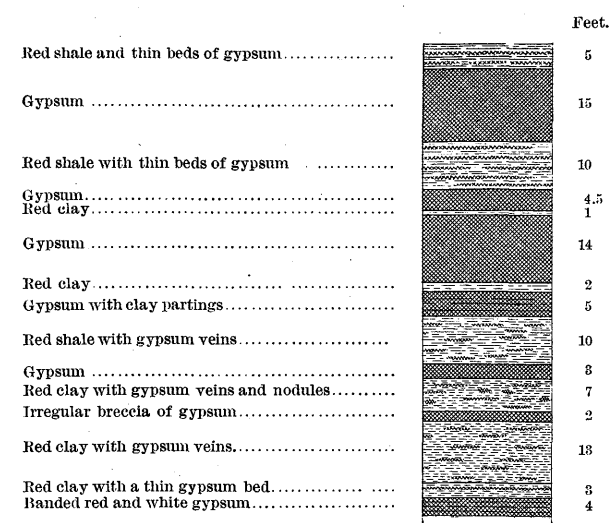 Feet.
Red shale and thin beds of gypsum................ 5
Gypsum ............................................. 15
Red shale with thin beds of gypsum ........... 10
Gypsum............................................. 4.5
Red clay............................................. 1
Gypsum ............................................. 14
Red clay............................................. 2
Gypsum with clay partings......................... 5
Red shale with gypsum veins...................... 10
Gypsum ............................................. 3
Red clay with gypsum veins and nodules.......... 7
Irregular breccia of gypsum....................... 2
Red clay with gypsum veins....................... 13
Red clay with a thin gypsum bed............ .... 3
Banded red and white gypsum..................... 4